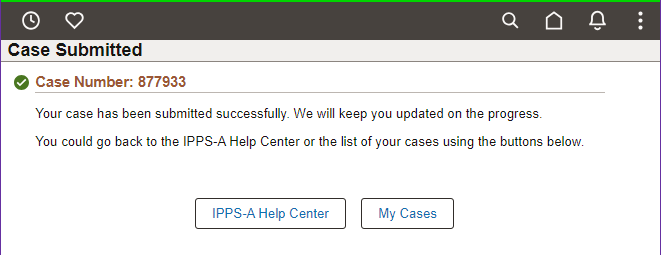 Case Submitted
Case Number: 877933
Your case has been submitted successfully. We will keep you updated on the progress.
You could go back to the IPPS-A Help Center or the list of your cases using the buttons below.
IPPS-A Help Center
My Cases